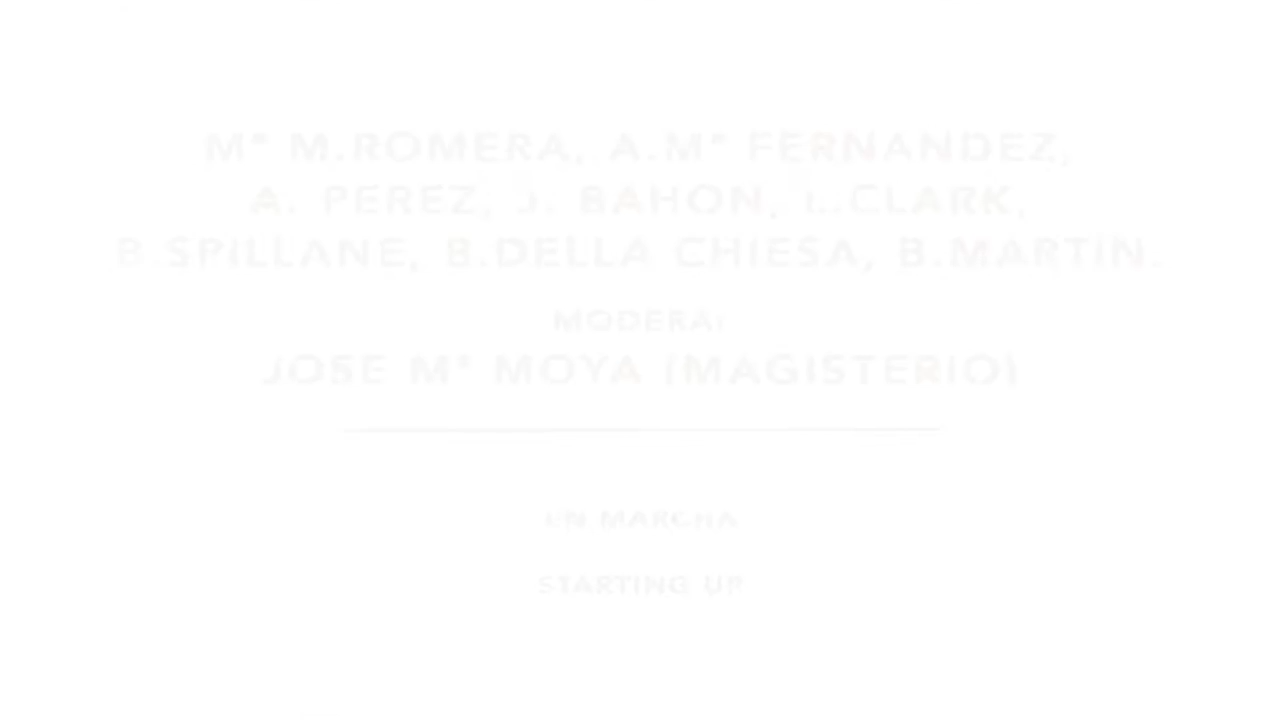 Mª M.ROMERA, A.Mª FERNANDEZ,
A. PEREZ, J. BAHON, L.CLARK,
B.SPILLANE, B.DELLA CHIESA, B.MARTIN.
MODERA:
JOSE Mª MOYA (MAGISTERIO)
EN MARCHA
STARTING UP